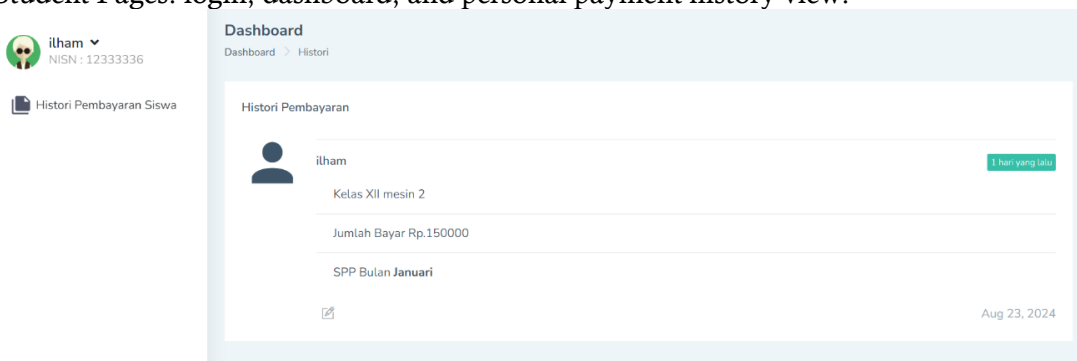 Student Pages: login, dashboard, and personal payment history view.
ilham
NISN : 12333336
Histori Pembayaran Siswa
Dashboard
Dashboard > Histori
Histori Pembayaran
ilham
1 hari yang lalu
Kelas XII mesin 2
Jumlah Bayar Rp.150000
SPP Bulan Januari
Aug 23, 2024